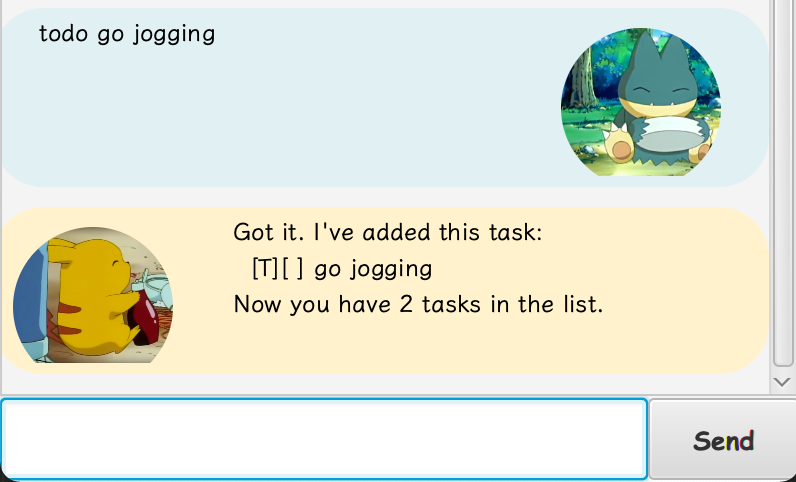 todo go jogging
Got it. I've added this task:
[T][ ] go jogging
Now you have 2 tasks in the list.
Send